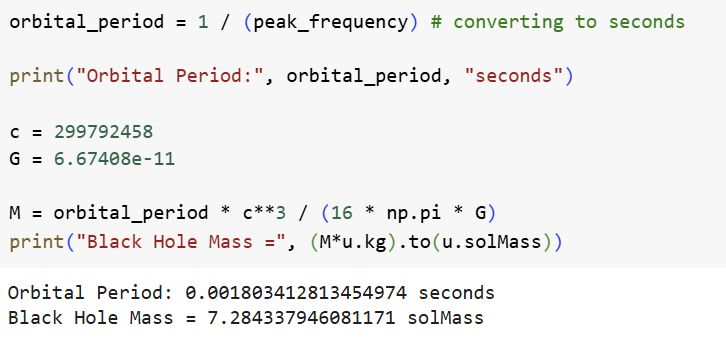 orbital_period = 1 / (peak_frequency) # converting to seconds
print("Orbital Period:", orbital_period, "seconds")
c = 299792458
G = 6.67408e-11
M = orbital_period * c**3 / (16 * np.pi * G)
print("Black Hole Mass =", (M*u.kg).to(u.solMass))
Orbital Period: 0.001803412813454974 seconds
Black Hole Mass = 7.284337946081171 solMass